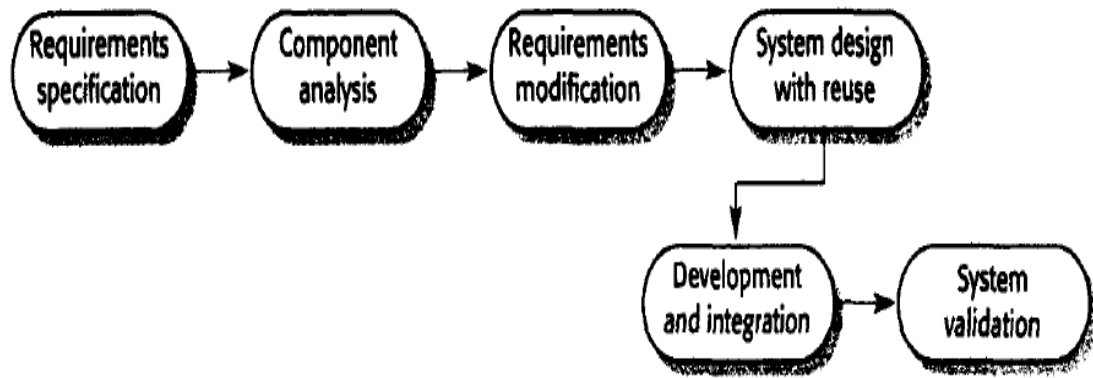 Requirements
specification
Component
analysis
Requirements
modification
System design
with reuse
Development
and integration
System
validation